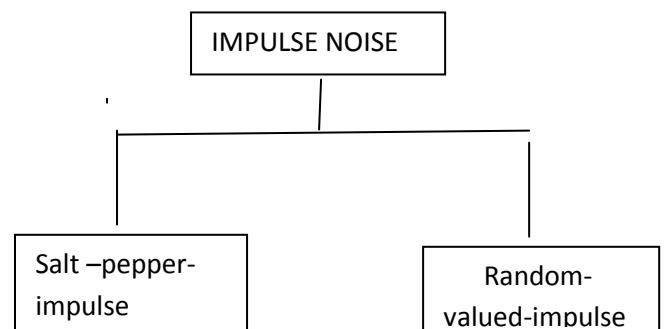 IMPULSE NOISE
Salt –pepper-
impulse
Random-
valued-impulse